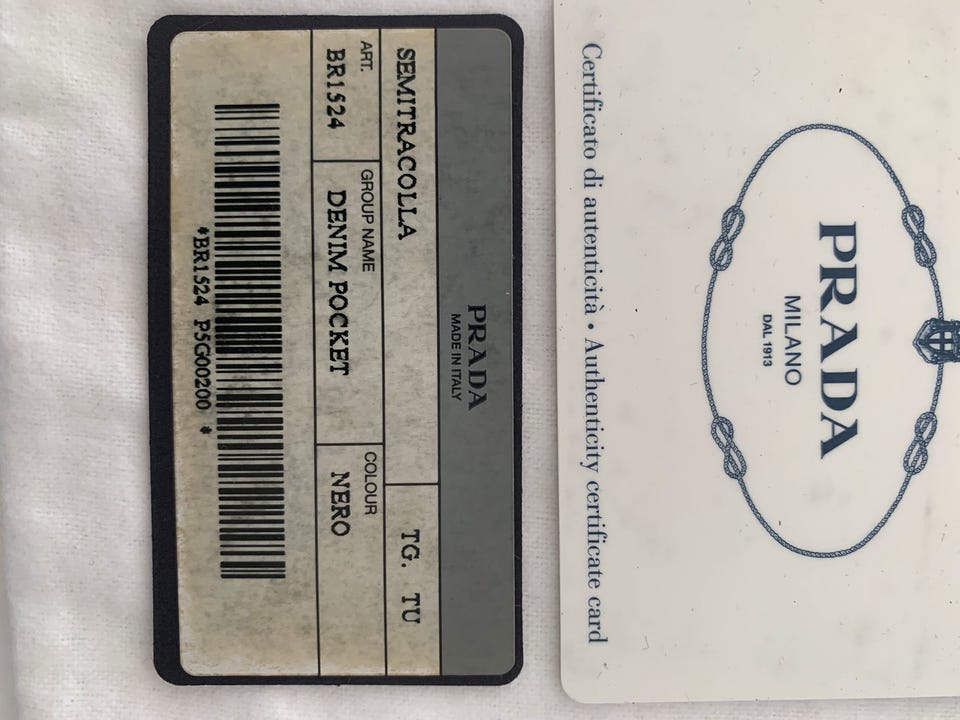 PRADA
MADE IN ITALY
SEMITRACOLLA TG. TU
ART. GROUP NAME COLOUR
BR1524 DENIM POCKET NERO
*BR1524 P5G00200 *
PRADA
MILANO
DAL 1913
Certificato di autenticità • Authenticity certificate card